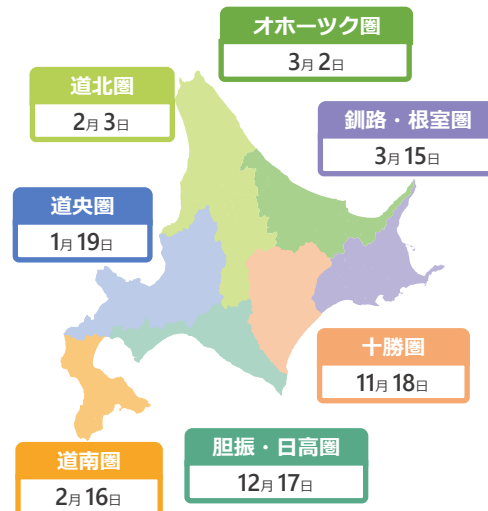 オホーツク圏
3月2日
道北圏
2月3日
釧路・根室圏
3月15日
道央圏
1月19日
十勝圏
11月18日
胆振・日高圏
12月17日
道南圏
2月16日